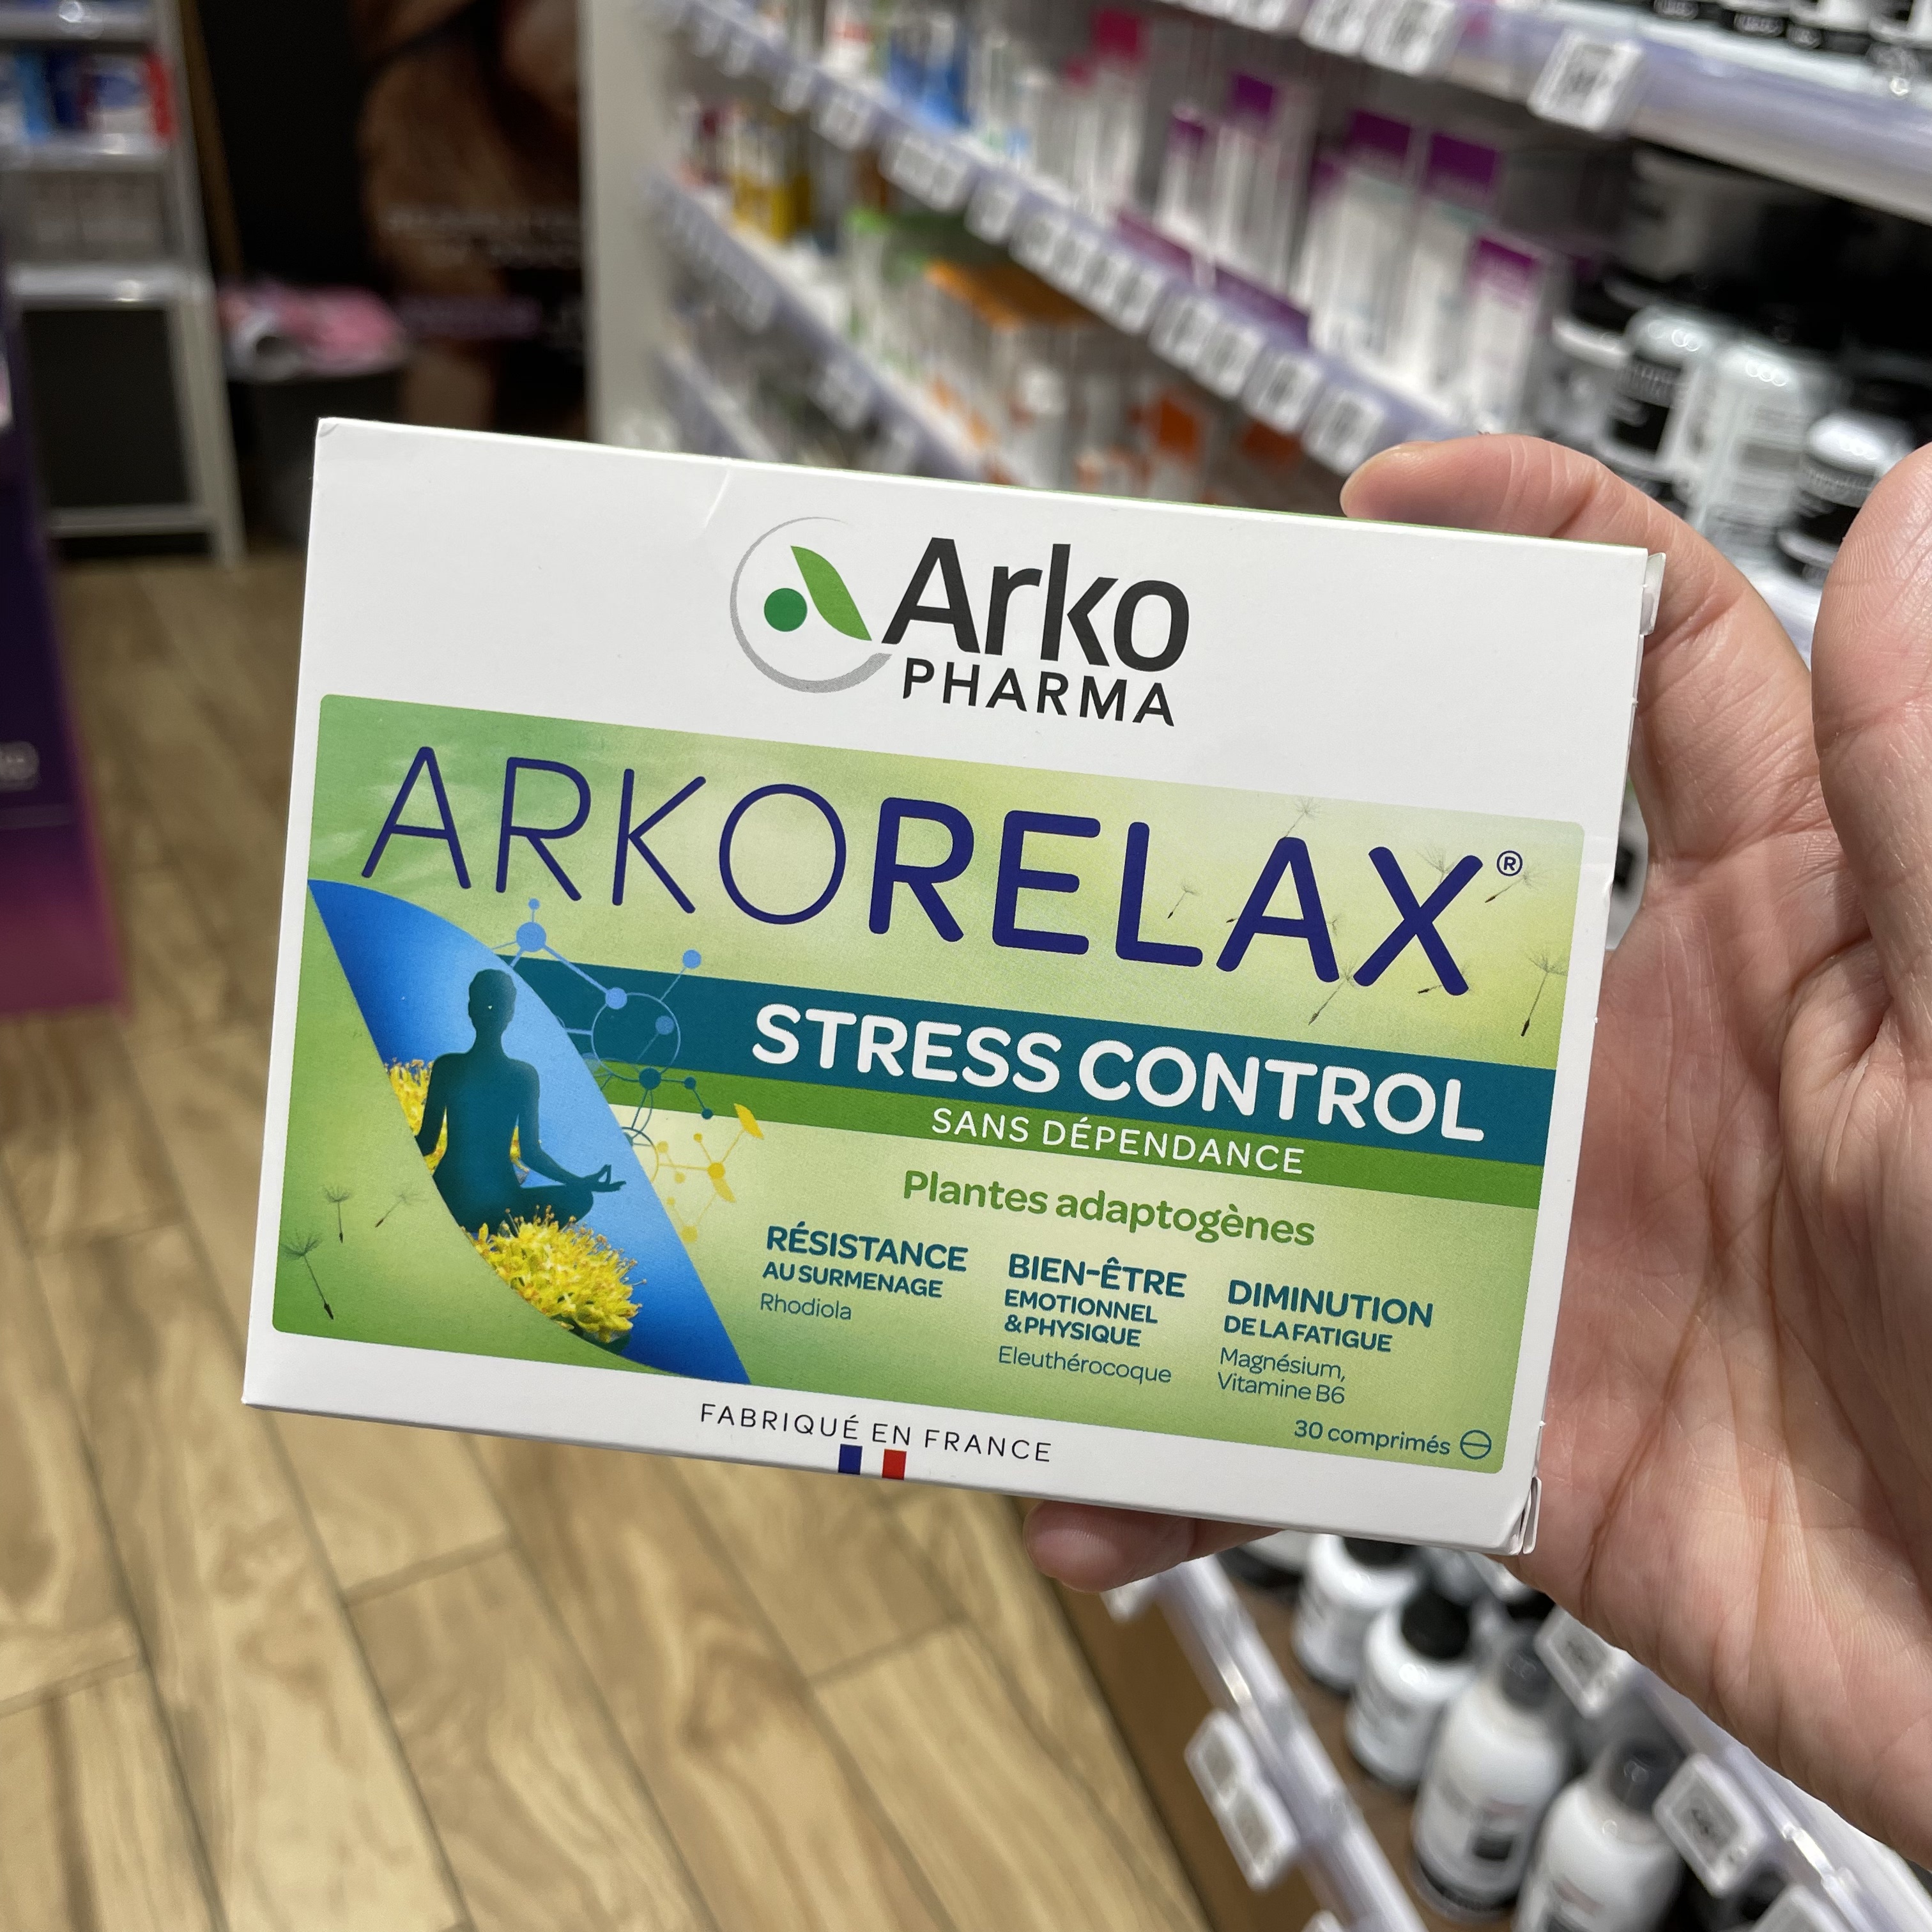 Arko
PHARMA
ARKORELAX®
STRESS CONTROL
SANS DÉPENDANCE
Plantes adaptogènes
RÉSISTANCE
AU SURMENAGE
Rhodiola
BIEN-ÊTRE
EMOTIONNEL
& PHYSIQUE
Eleuthérocoque
DIMINUTION
DE LA FATIGUE
Magnésium,
Vitamine B6
30 comprimés
FABRIQUÉ EN FRANCE